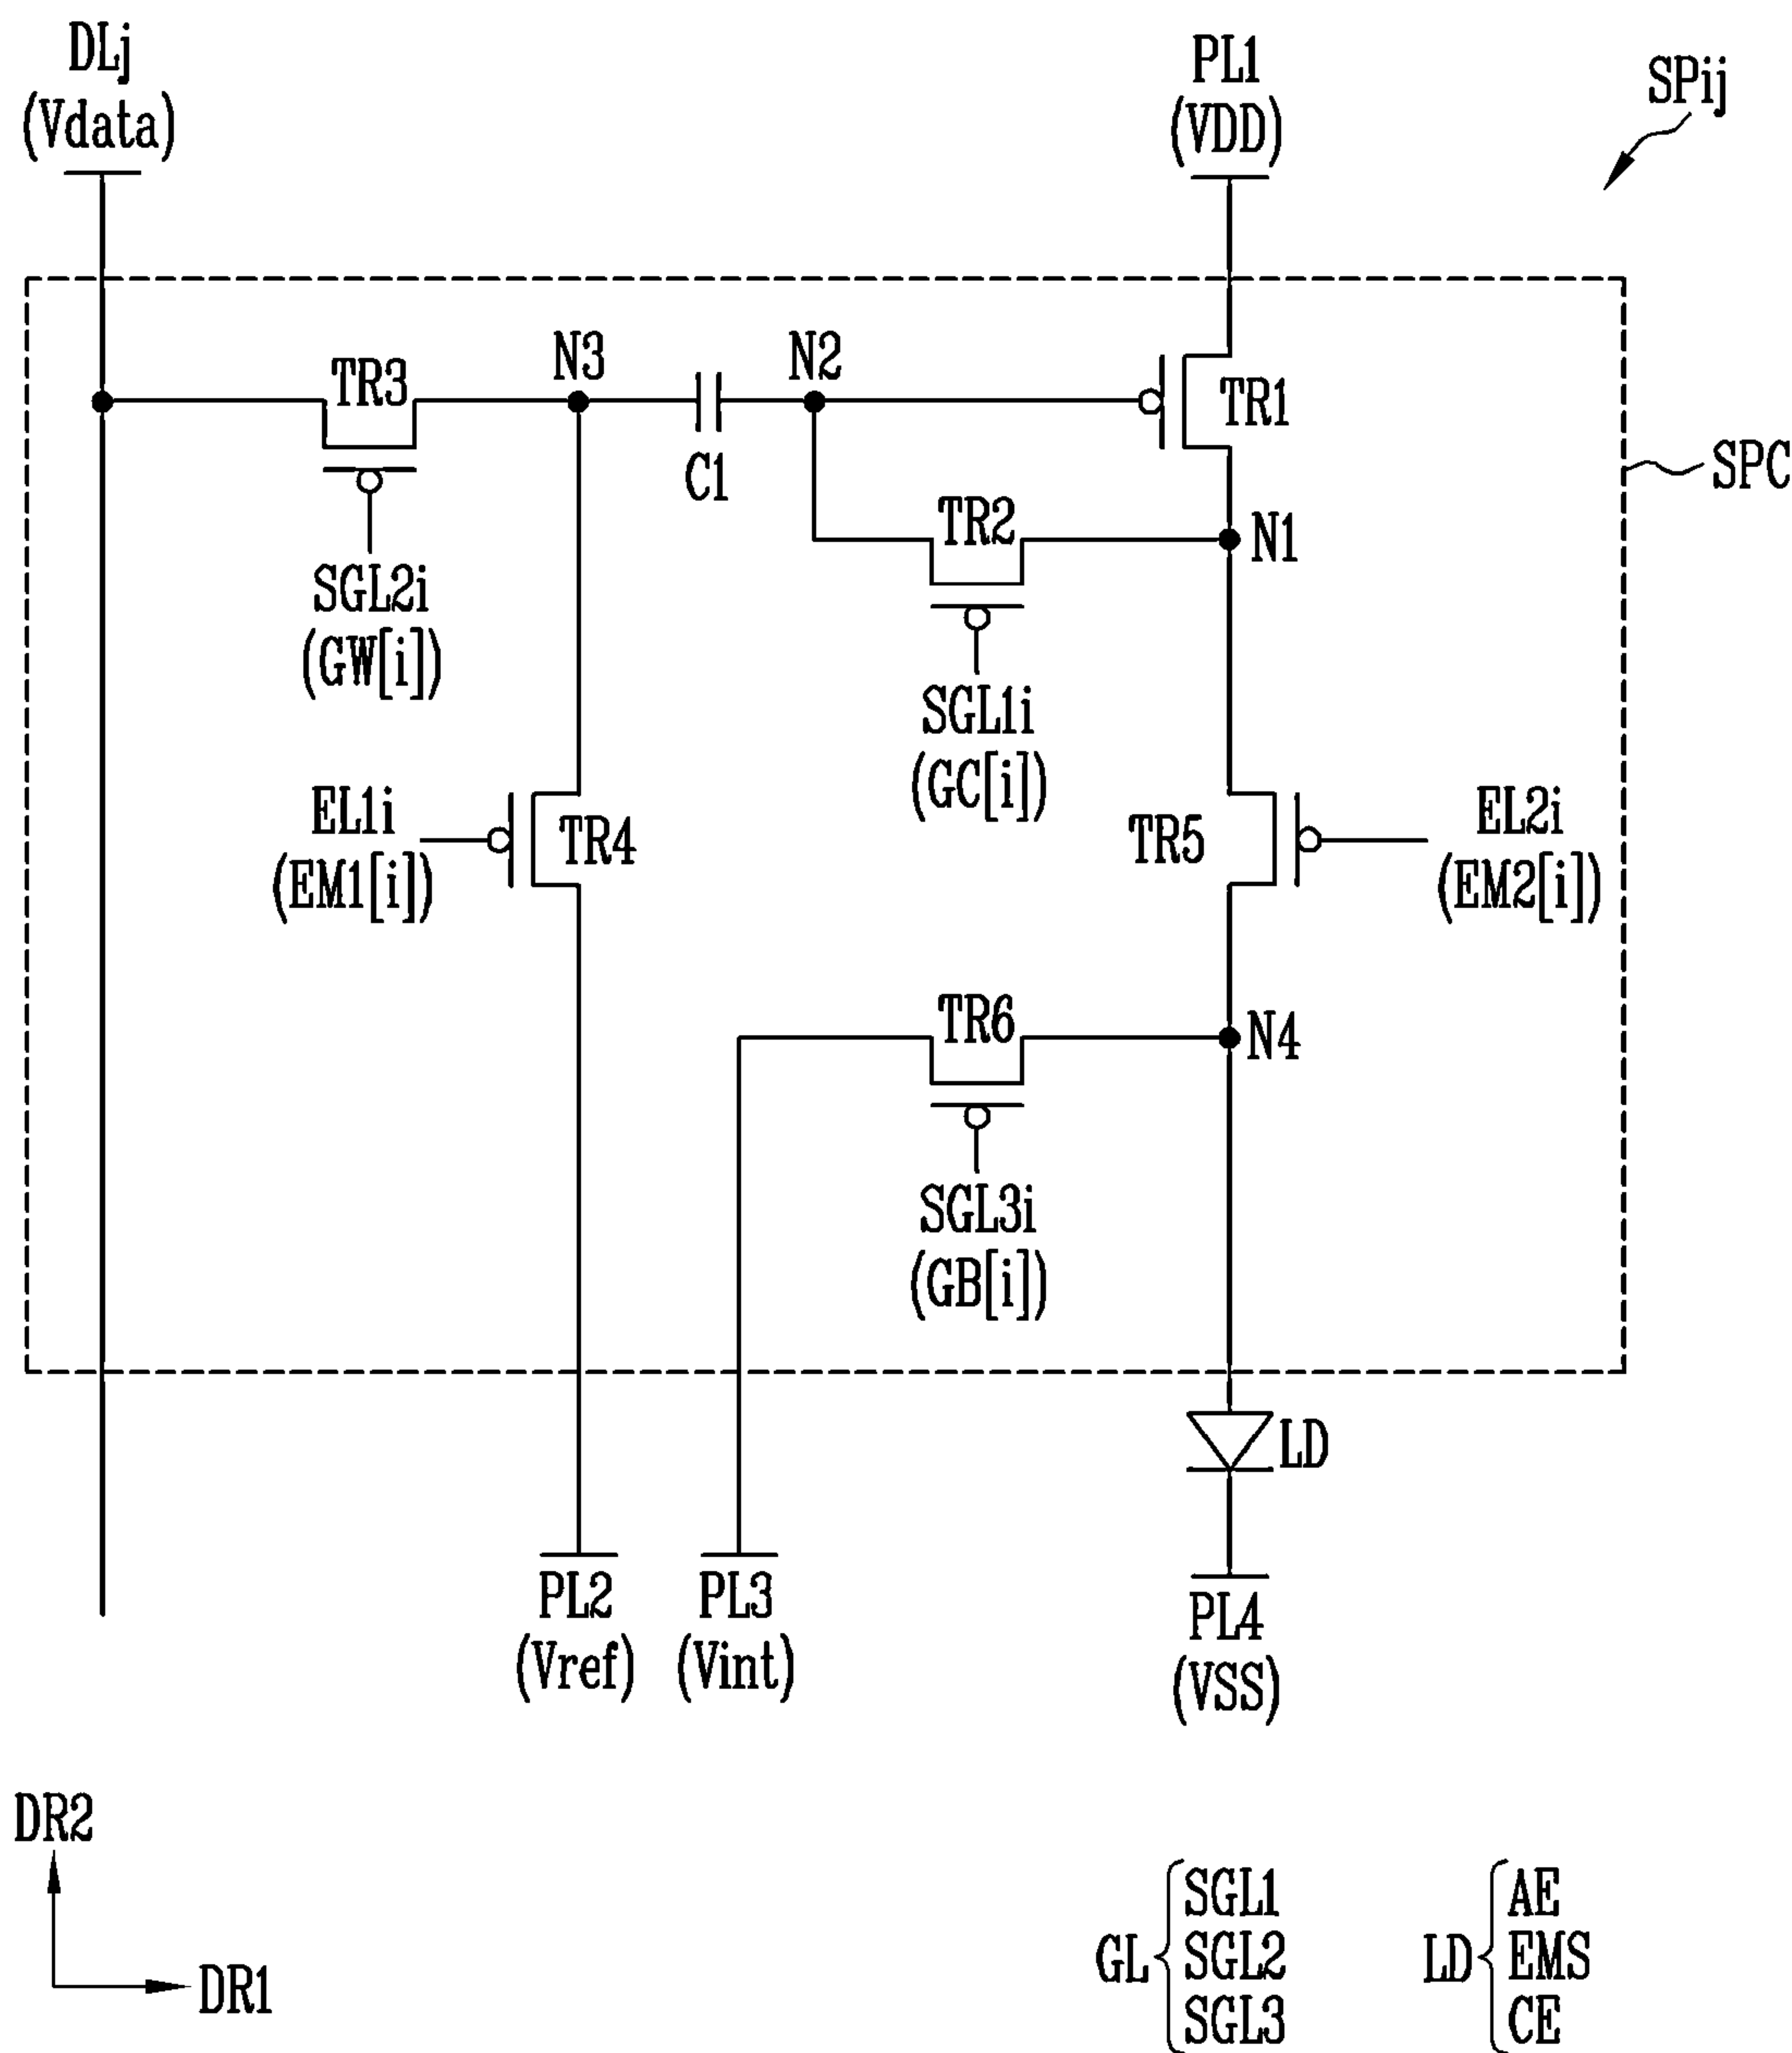 DLj
(Vdata)
PL1
(VDD)
SPij
TR3
N3
N2
TR1
C1
SPC
TR2
N1
SGL2i
(GW[i])
SGL1i
(GC[i])
EL1i
(EM1[i])
TR4
TR5
EL2i
(EM2[i])
TR6
N4
SGL3i
(GB[i])
LD
PL2
(Vref)
PL3
(Vint)
PL4
(VSS)
DR2
DR1
GL
SGL1
SGL2
SGL3
LD
AE
EMS
CE